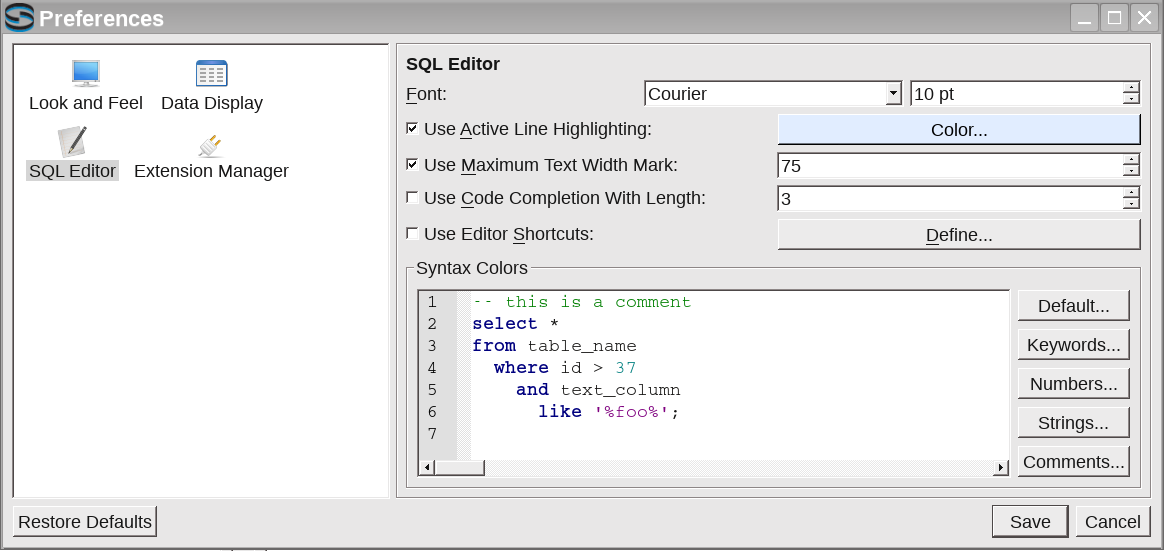 Preferences
Look and Feel
Data Display
SQL Editor
Extension Manager
SQL Editor
Font:
Courier
10 pt
Use Active Line Highlighting:
Color...
Use Maximum Text Width Mark:
75
Use Code Completion With Length:
3
Use Editor Shortcuts:
Define...
Syntax Colors
1 -- this is a comment
2 select *
3 from table_name
4 where id > 37
5 and text_column
6 like '%foo%';
7
Default...
Keywords...
Numbers...
Strings...
Comments...
Restore Defaults
Save
Cancel